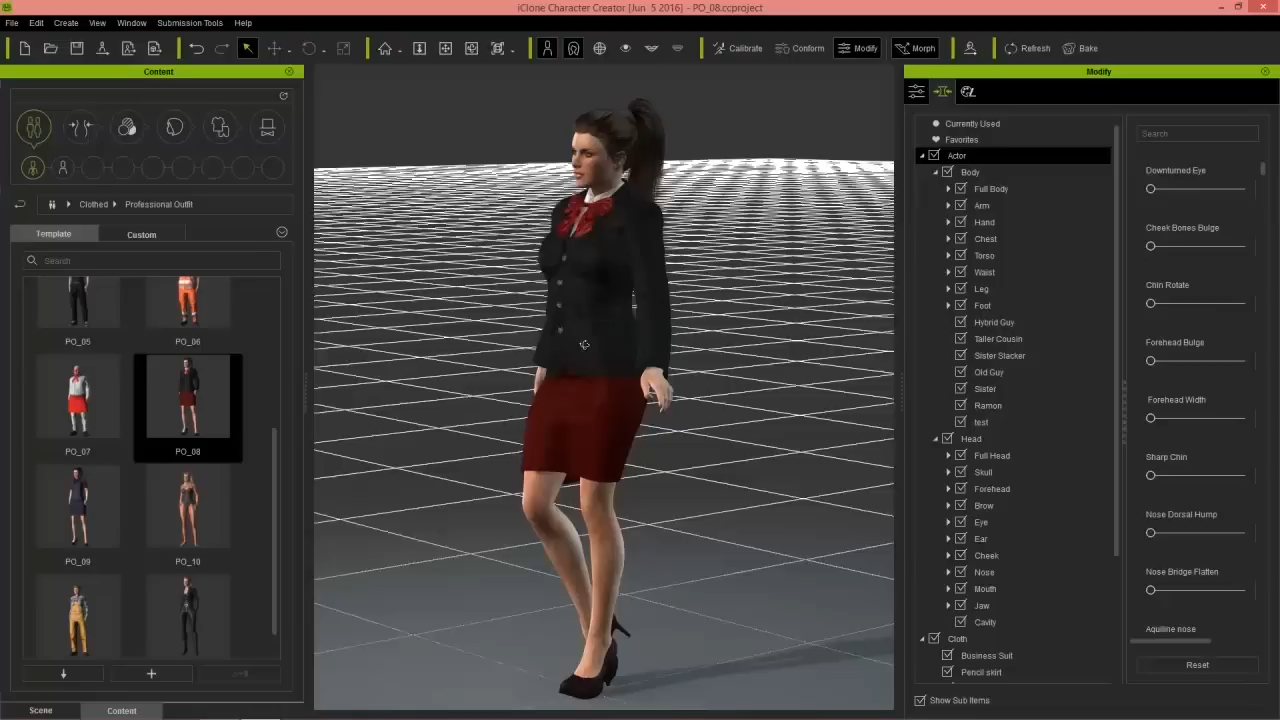 iClone Character Creator [Jun 5 2016] - PO_08.ccproject
File Edit Create View Window Submission Tools Help
Calibrate Conform Modify Morph Refresh Bake
Content
Clothed Professional Outfit
Template Custom
Search
PO_05 PO_06
PO_07 PO_08
PO_09 PO_10
Scene Content
Modify
Currently Used
Favorites
Actor
Body
Full Body
Arm
Hand
Chest
Torso
Waist
Leg
Foot
Hybrid Guy
Taller Cousin
Sister Slacker
Old Guy
Sister
Ramon
test
Head
Full Head
Skull
Forehead
Brow
Eye
Ear
Cheek
Nose
Mouth
Jaw
Cavity
Cloth
Business Suit
Pencil skirt
Show Sub Items
Search
Downturned Eye
Cheek Bones Bulge
Chin Rotate
Forehead Bulge
Forehead Width
Sharp Chin
Nose Dorsal Hump
Nose Bridge Flatten
Aquiline nose
Reset